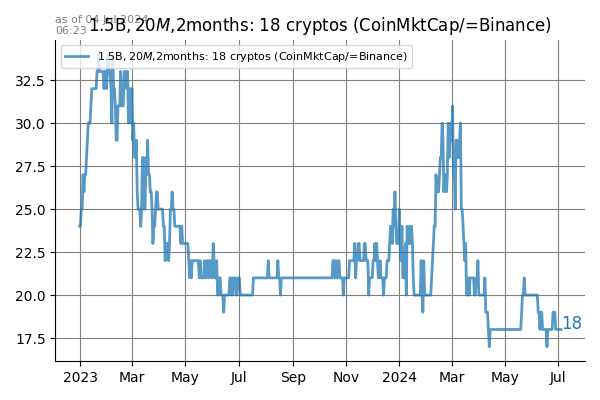 as of 04 Jul 2024
06:23
1.5B, 20M, 2months: 18 cryptos (CoinMktCap/=Binance)
1.5B, 20M, 2months: 18 cryptos (CoinMktCap/=Binance)
32.5
30.0
27.5
25.0
22.5
20.0
17.5
18
2023 Mar May Jul Sep Nov 2024 Mar May Jul